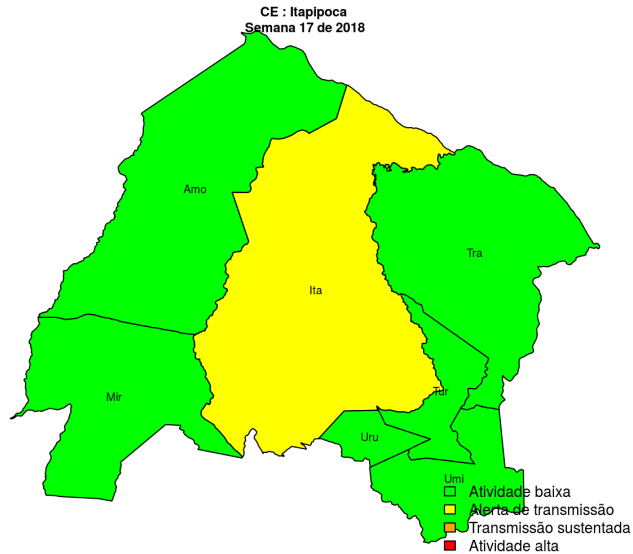 CE : Itapipoca
Semana 17 de 2018
Amo
Tra
Ita
Tur
Mir
Uru
Umi
Atividade baixa
Alerta de transmissão
Transmissão sustentada
Atividade alta